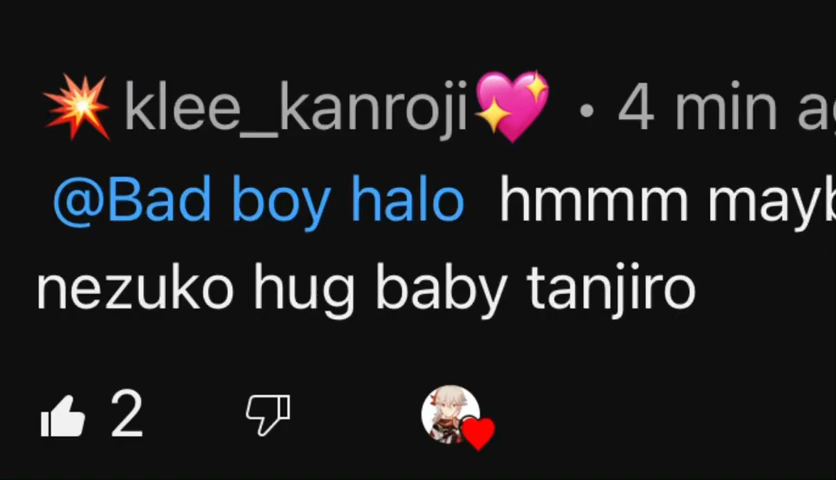 💥klee_kanroji💖 • 4 min
@Bad boy halo hmmm
nezuko hug baby tanjiro
2